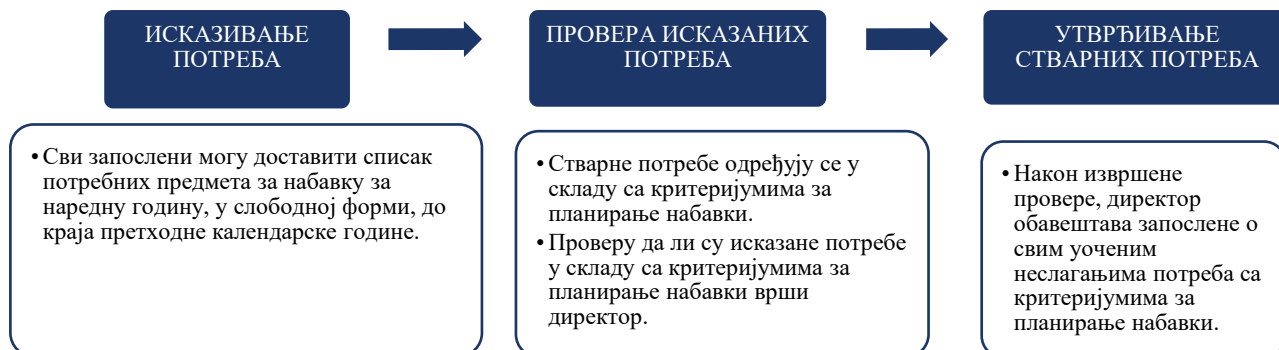 ИСКАЗИВАЊЕ
ПОТРЕБА
ПРОВЕРА ИСКАЗАНИХ
ПОТРЕБА
УТВРЂИВАЊЕ
СТВАРНИХ ПОТРЕБА
• Сви запослени могу доставити списак
потребних предмета за набавку за
наредну годину, у слободној форми, до
краја претходне календарске године.
• Стварне потребе одређују се у
складу са критеријумима за
планирање набавки.
• Проверу да ли су исказане потребе
у складу са критеријумима за
планирање набавки врши
директор.
• Након извршене
провере, директор
обавештава запослене о
свим уоченим
неслагањима потреба са
критеријумима за
планирање набавки.